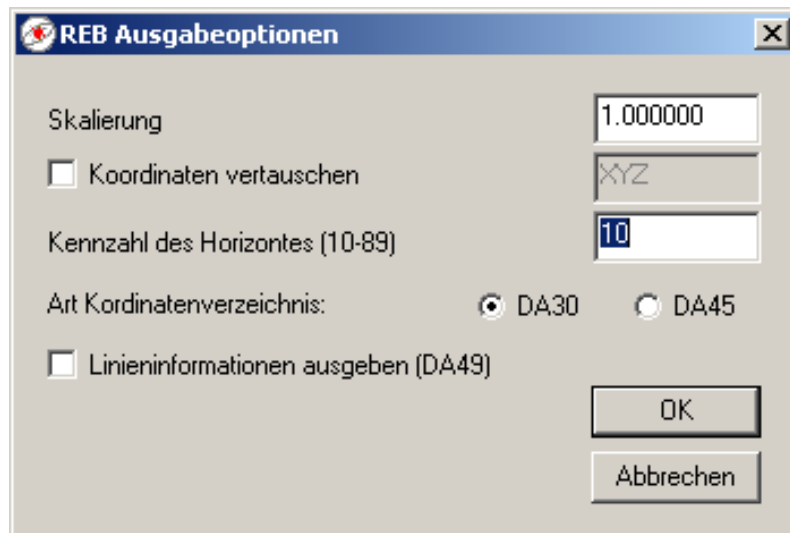 REB Ausgabeoptionen
Skalierung 1.000000
Koordinaten vertauschen XYZ
Kennzahl des Horizontes (10-89) 10
Art Kordinatenverzeichnis: DA30 DA45
Linieninformationen ausgeben (DA49)
OK
Abbrechen